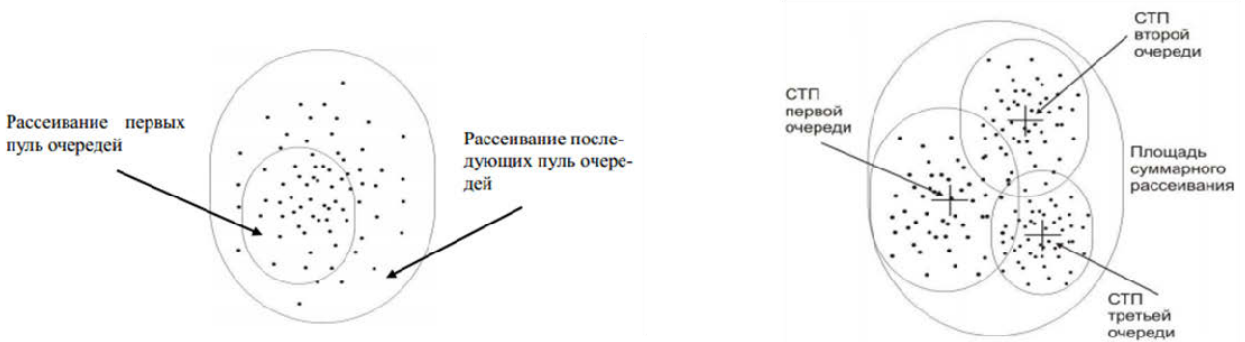 Рассеивание первых
пуль очередей
Рассеивание после-
дующих пуль очере-
дей
СТП
второй
очереди
СТП
первой
очереди
Площадь
суммарного
рассеивания
СТП
третьей
очереди